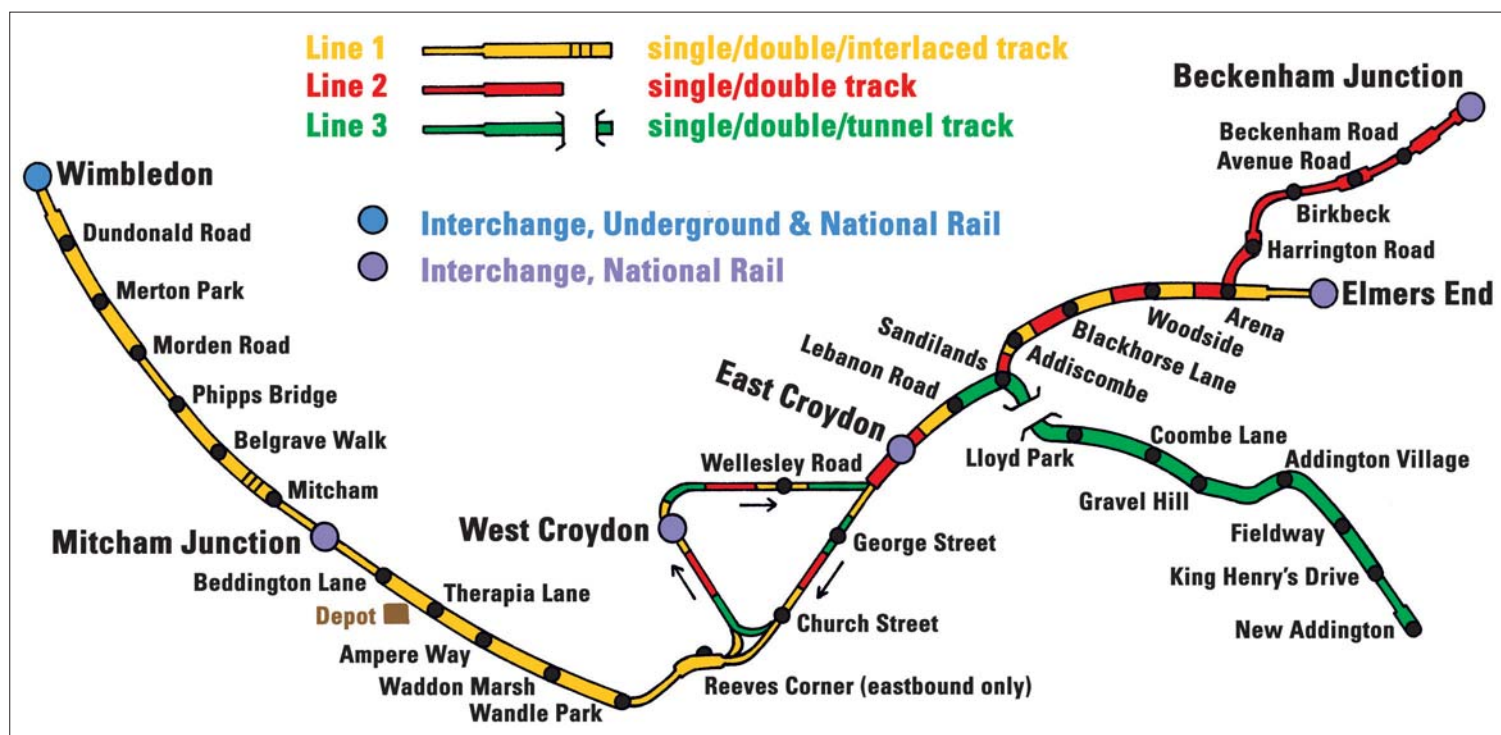 Line 1 single/double/interlaced track
Line 2 single/double track
Line 3 single/double/tunnel track
Interchange, Underground & National Rail
Interchange, National Rail
Wimbledon
Dundonald Road
Merton Park
Morden Road
Phipps Bridge
Belgrave Walk
Mitcham
Mitcham Junction
Beddington Lane
Therapia Lane
Depot
Ampere Way
Waddon Marsh
Wandle Park
Reeves Corner (eastbound only)
Church Street
George Street
West Croydon
Wellesley Road
East Croydon
Lebanon Road
Sandilands
Addiscombe
Blackhorse Lane
Woodside
Arena
Elmers End
Harrington Road
Birkbeck
Avenue Road
Beckenham Road
Beckenham Junction
Lloyd Park
Coombe Lane
Gravel Hill
Addington Village
Fieldway
King Henry's Drive
New Addington